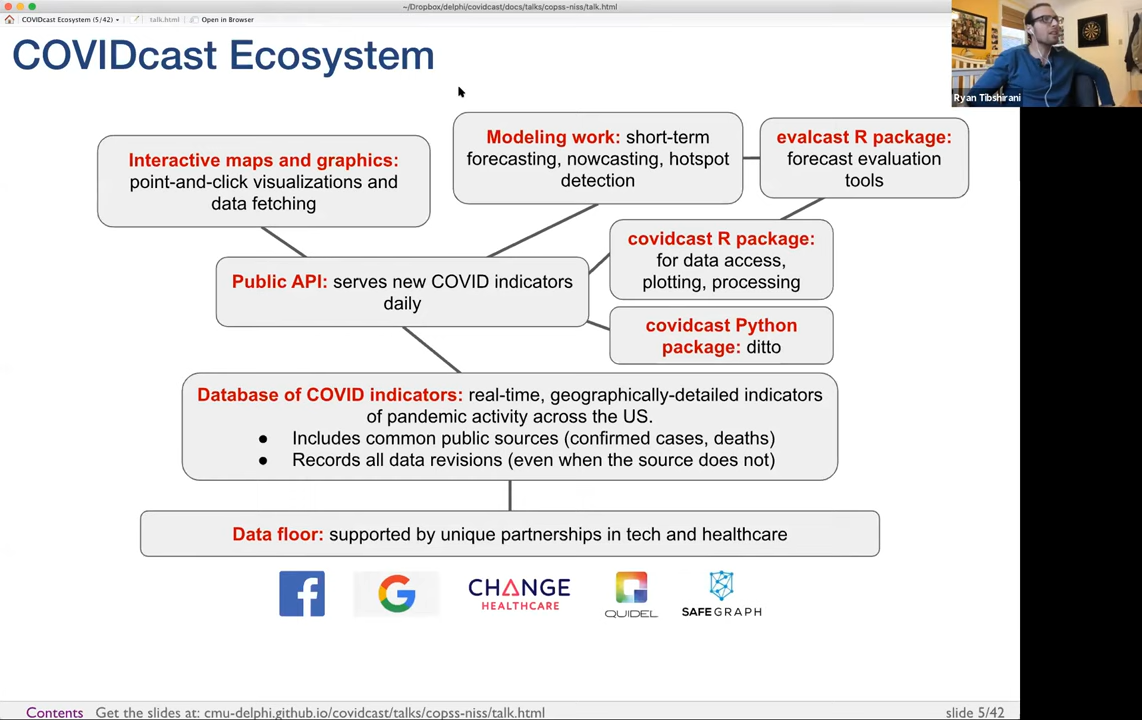 ~/Dropbox/delphi/covidcast/docs/talks/copss-niss/talk.html
COVIDcast Ecosystem (5/42)
talk.html
Open in Browser
COVIDcast Ecosystem
Ryan Tibshirani
Interactive maps and graphics:
point-and-click visualizations and
data fetching
Modeling work: short-term
forecasting, nowcasting, hotspot
detection
evalcast R package:
forecast evaluation
tools
covidcast R package:
for data access,
plotting, processing
Public API: serves new COVID indicators
daily
covidcast Python
package: ditto
Database of COVID indicators: real-time, geographically-detailed indicators
of pandemic activity across the US.
● Includes common public sources (confirmed cases, deaths)
● Records all data revisions (even when the source does not)
Data floor: supported by unique partnerships in tech and healthcare
CHANGE
HEALTHCARE
QUIDEL
SAFEGRAPH
Contents Get the slides at: cmu-delphi.github.io/covidcast/talks/copss-niss/talk.html
slide 5/42